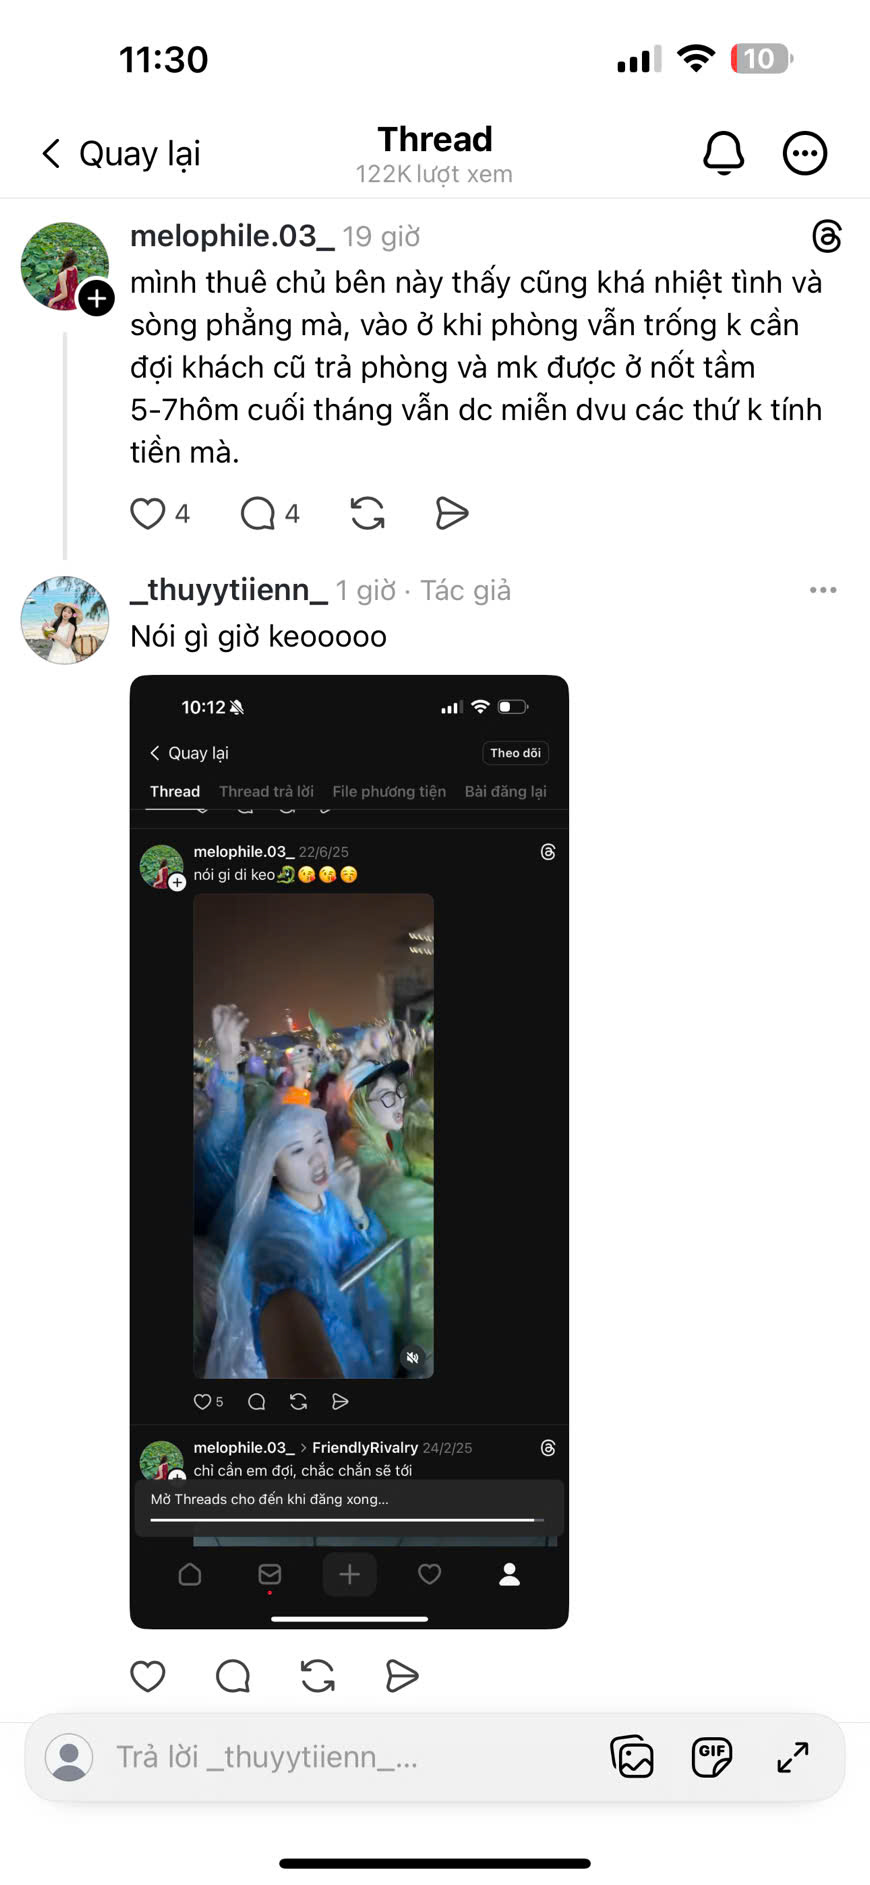 11:30
10
Quay lại
Thread
122K lượt xem
melophile.03_ 19 giờ
mình thuê chủ bên này thấy cũng khá nhiệt tình và
sòng phẳng mà, vào ở khi phòng vẫn trống k cần
đợi khách cũ trả phòng và mk được ở nốt tầm
5-7hôm cuối tháng vẫn dc miễn dvu các thứ k tính
tiền mà.
4 4
_thuyytiienn_ 1 giờ · Tác giả
Nói gì giờ keooooo
10:12
Quay lại
Theo dõi
Thread Thread trả lời File phương tiện Bài đăng lại
melophile.03_ 22/6/25
nói gi di keo🐉😘😘😚
5
melophile.03_ > FriendlyRivalry 24/2/25
chỉ cần em đợi, chắc chắn sẽ tới
Mở Threads cho đến khi đăng xong...
Trả lời _thuyytiienn_...
GIF